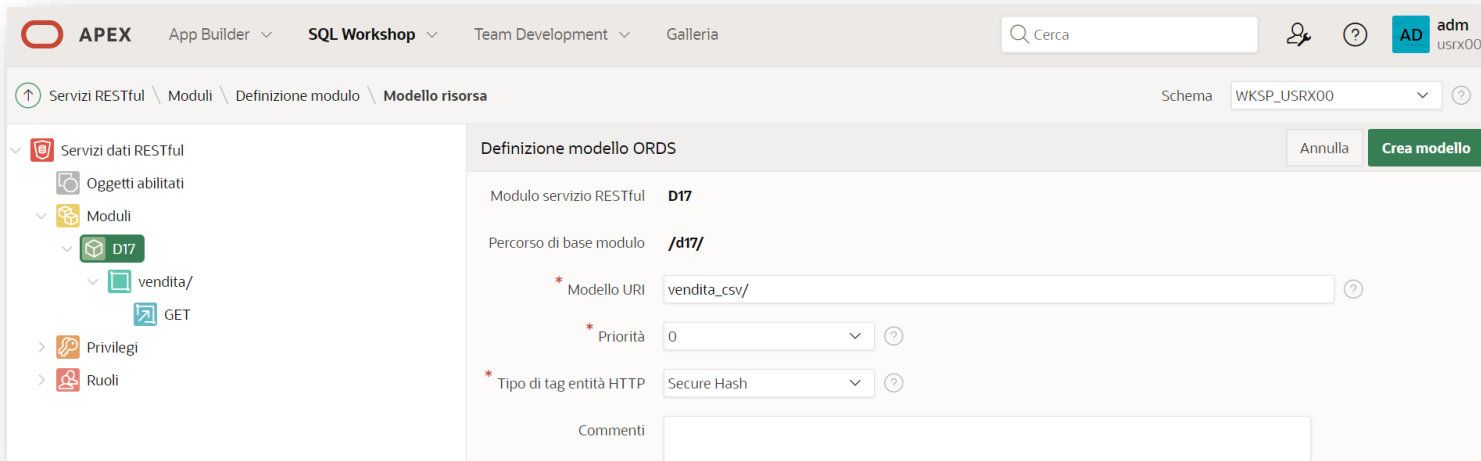 APEX App Builder SQL Workshop Team Development Galleria Cerca AD adm
usrx00
Servizi RESTful \ Moduli \ Definizione modulo \ Modello risorsa Schema WKSP_USRX00
Servizi dati RESTful
Oggetti abilitati
Moduli
D17
vendita/
GET
Privilegi
Ruoli
Definizione modello ORDS Annulla Crea modello
Modulo servizio RESTful D17
Percorso di base modulo /d17/
* Modello URI vendita_csv/
* Priorità 0
* Tipo di tag entità HTTP Secure Hash
Commenti